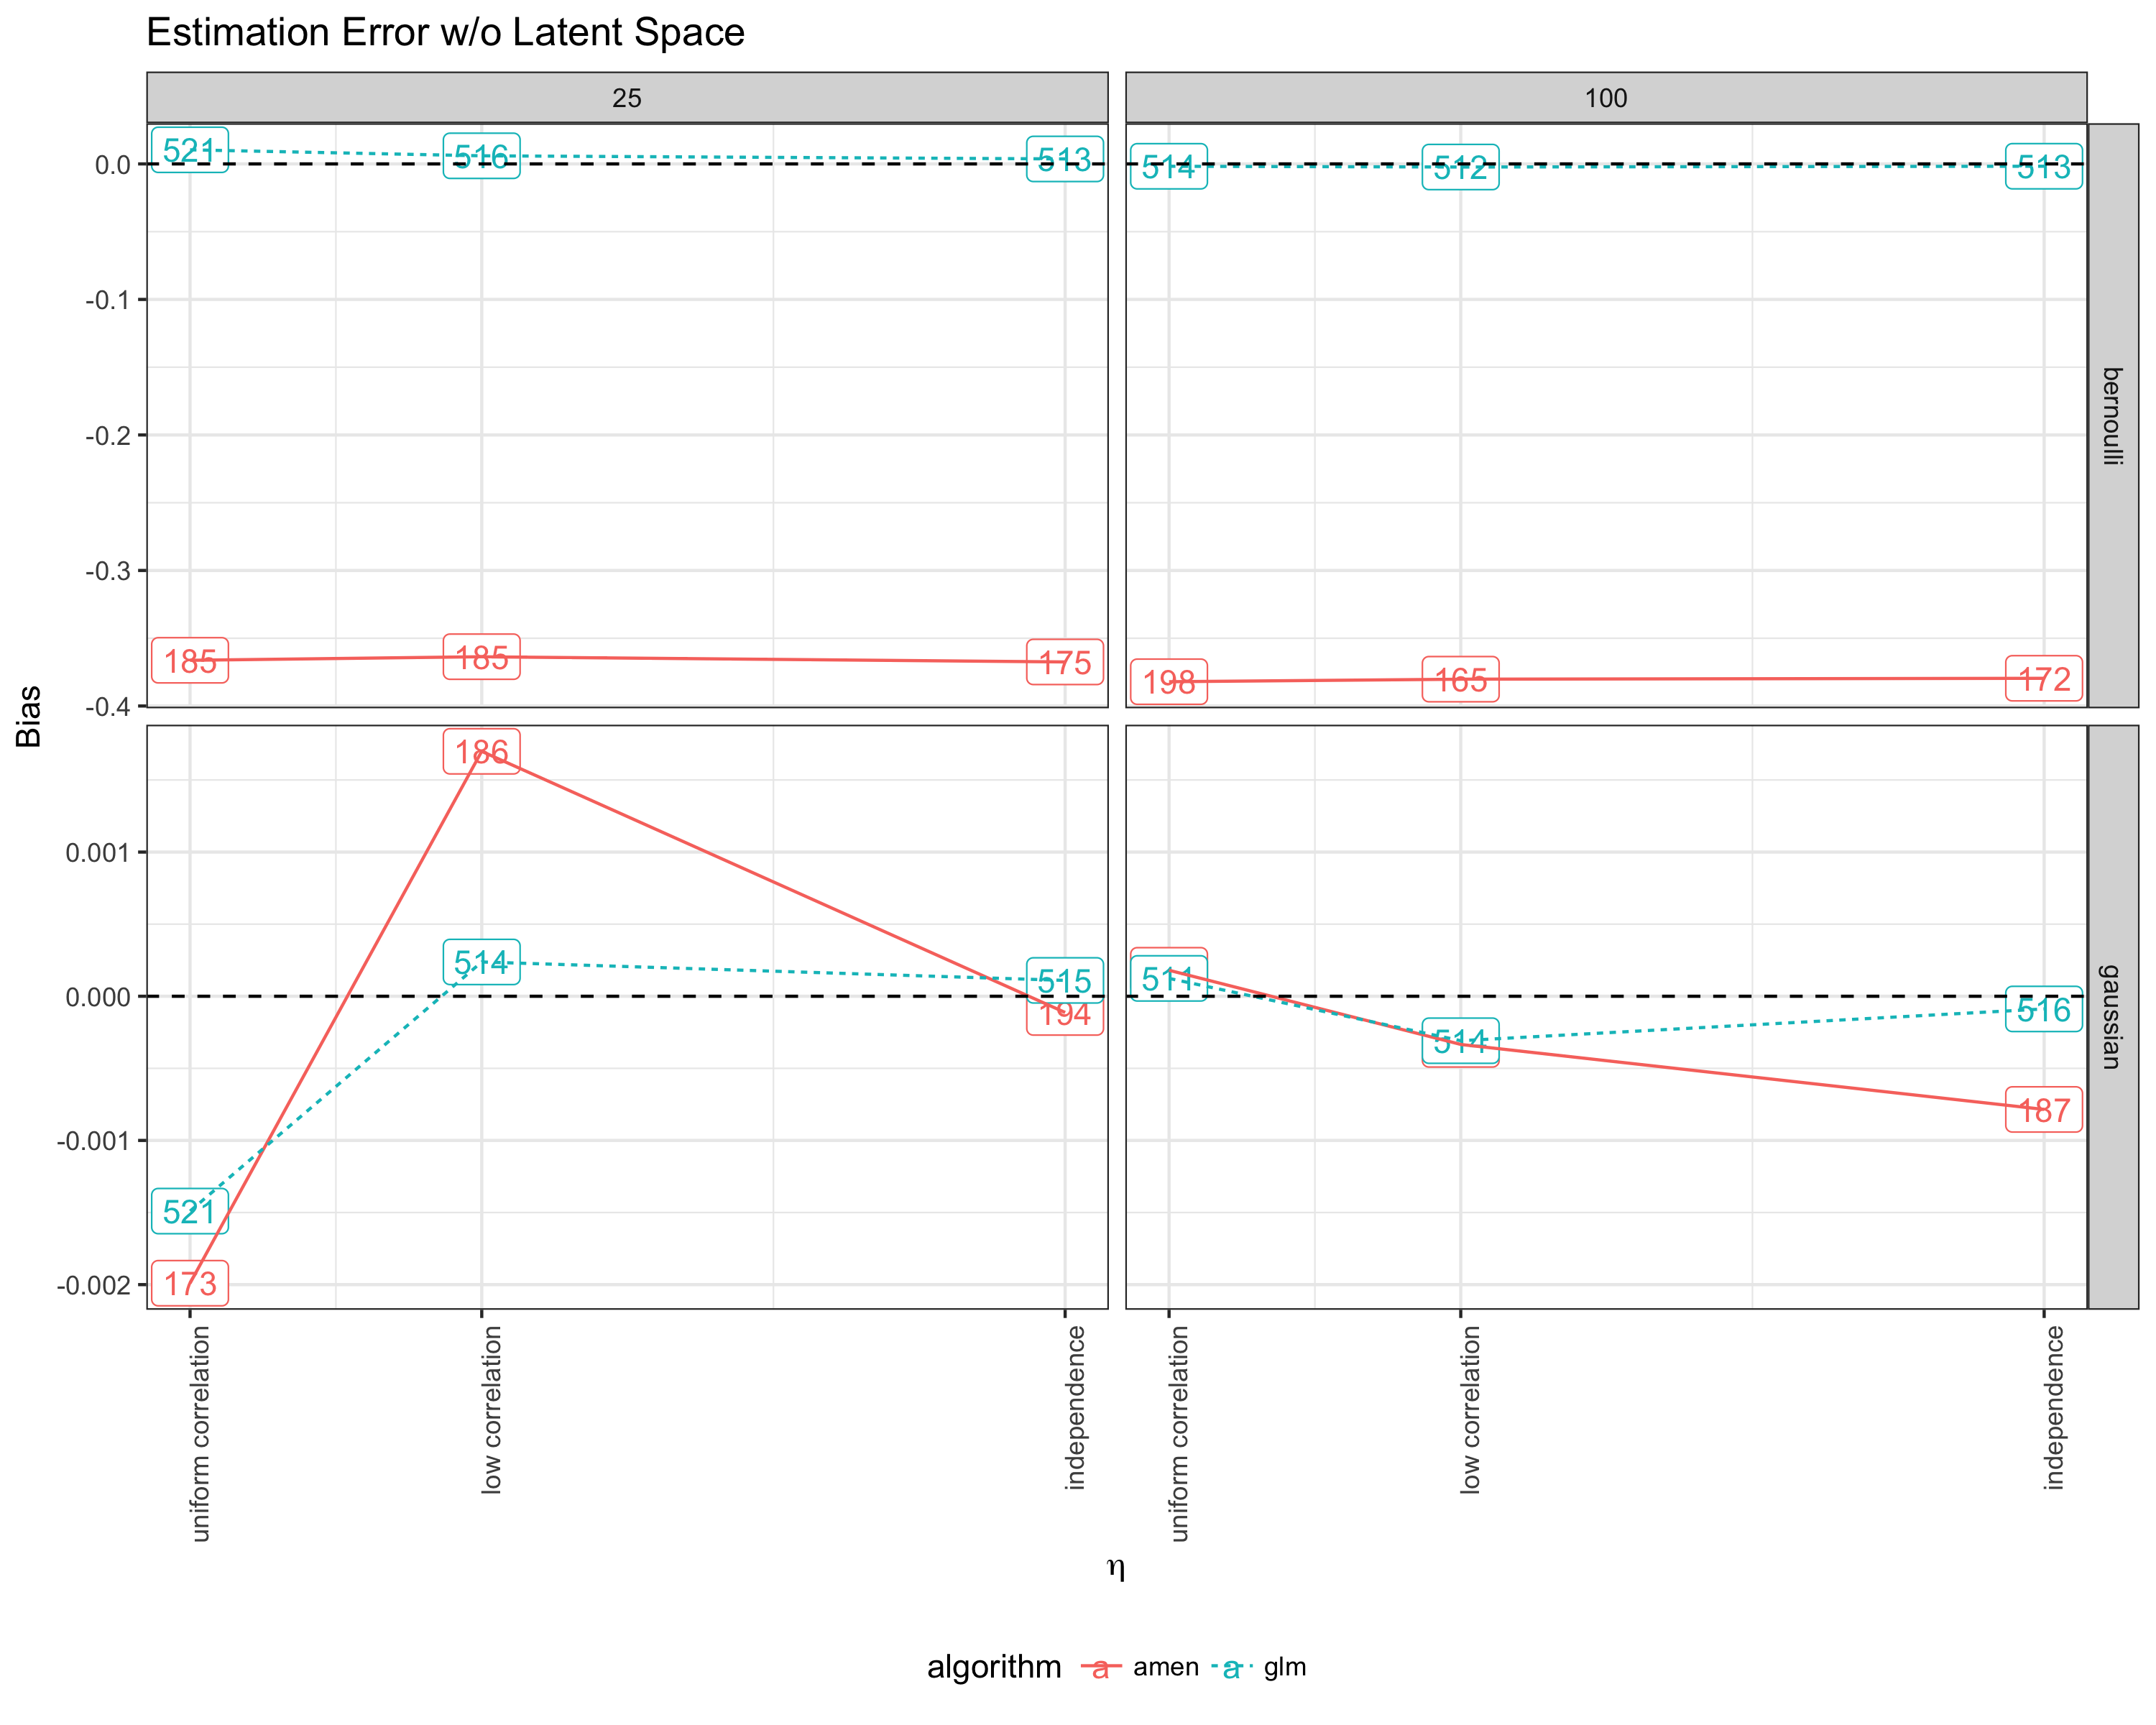 Estimation Error w/o Latent Space
25
100
0.0
-0.1
-0.2
-0.3
-0.4
521
516
513
185
185
175
514
512
513
198
165
172
bernoulli
Bias
0.001
0.000
-0.001
-0.002
186
514
515
194
521
173
511
514
516
187
gaussian
uniform correlation
low correlation
independence
uniform correlation
low correlation
independence
η
algorithm a amen a glm